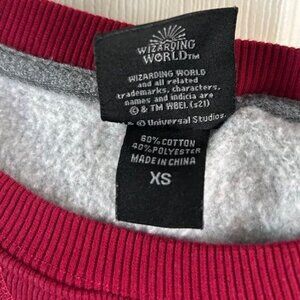 WIZARDING
WORLD™
WIZARDING WORLD
and all related
trademarks, characters,
names and indicia are
© & TM WBEI. (s21)
& © Universal Studios.
60% COTTON
40% POLYESTER
MADE IN CHINA
XS